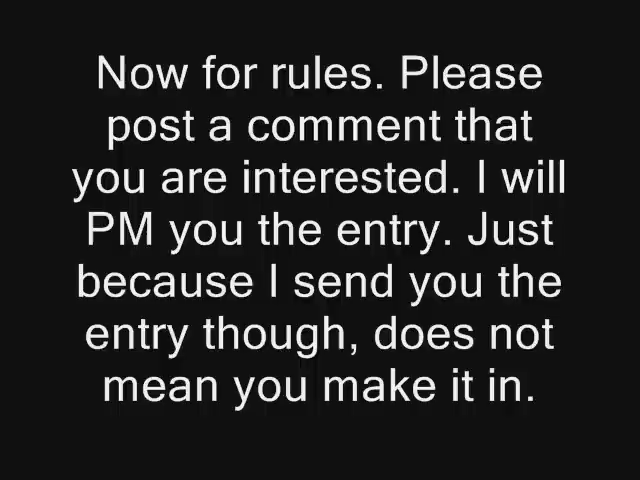 Now for rules. Please
post a comment that
you are interested. I will
PM you the entry. Just
because I send you the
entry though, does not
mean you make it in.